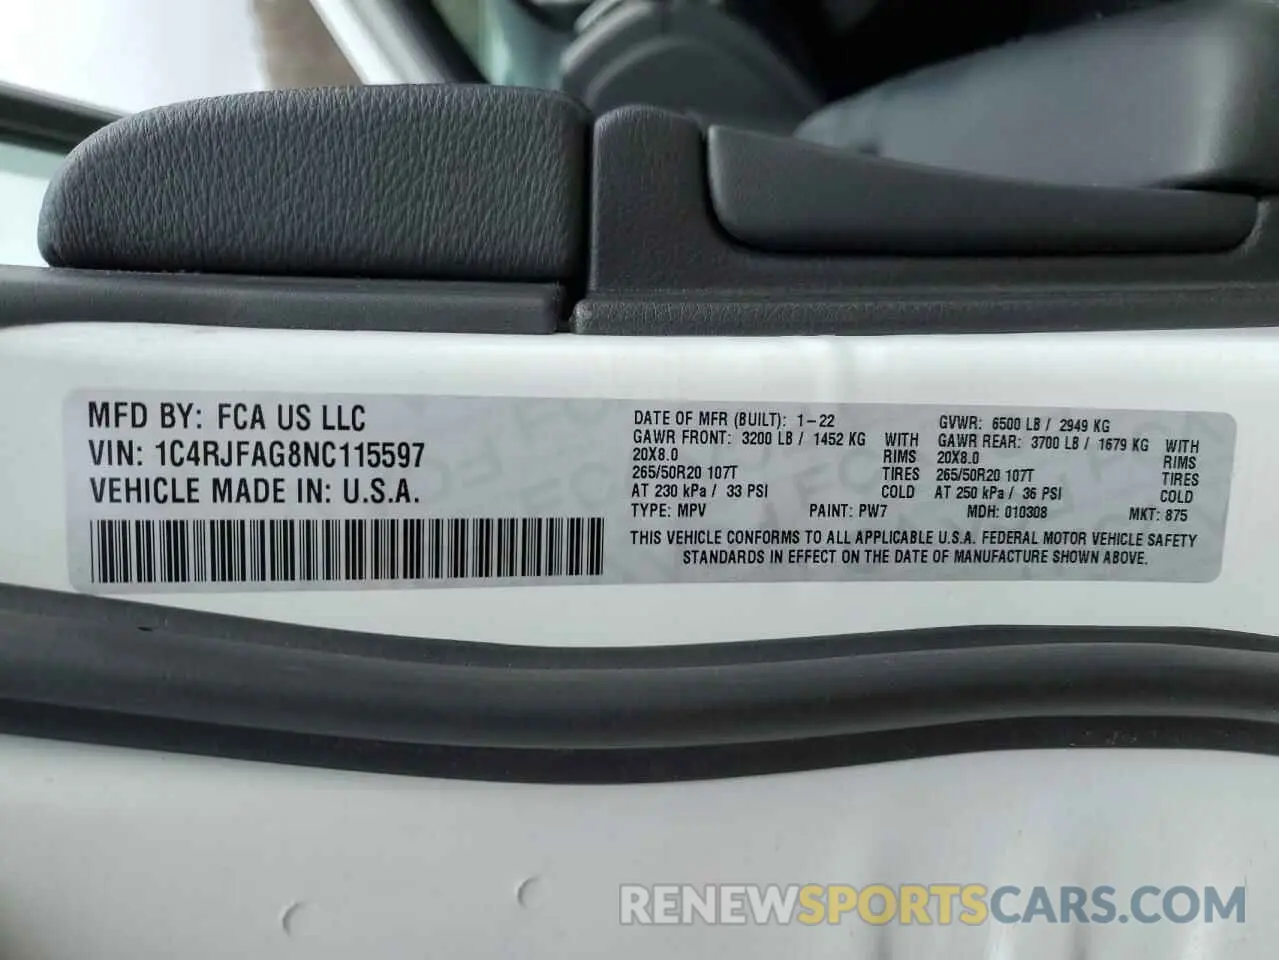 MFD BY: FCA US LLC
VIN: 1C4RJFAG8NC115597
VEHICLE MADE IN: U.S.A.
DATE OF MFR (BUILT): 1-22
GAWR FRONT: 3200 LB / 1452 KG WITH
20X8.0 RIMS
265/50R20 107T TIRES
AT 230 kPa / 33 PSI COLD
TYPE: MPV PAINT: PW7
GVWR: 6500 LB / 2949 KG
GAWR REAR: 3700 LB / 1679 KG WITH
20X8.0 RIMS
265/50R20 107T TIRES
AT 250 kPa / 36 PSI COLD
MDH: 010308 MKT: 875
THIS VEHICLE CONFORMS TO ALL APPLICABLE U.S.A. FEDERAL MOTOR VEHICLE SAFETY
STANDARDS IN EFFECT ON THE DATE OF MANUFACTURE SHOWN ABOVE.
RENEWSPORTSCARS.COM